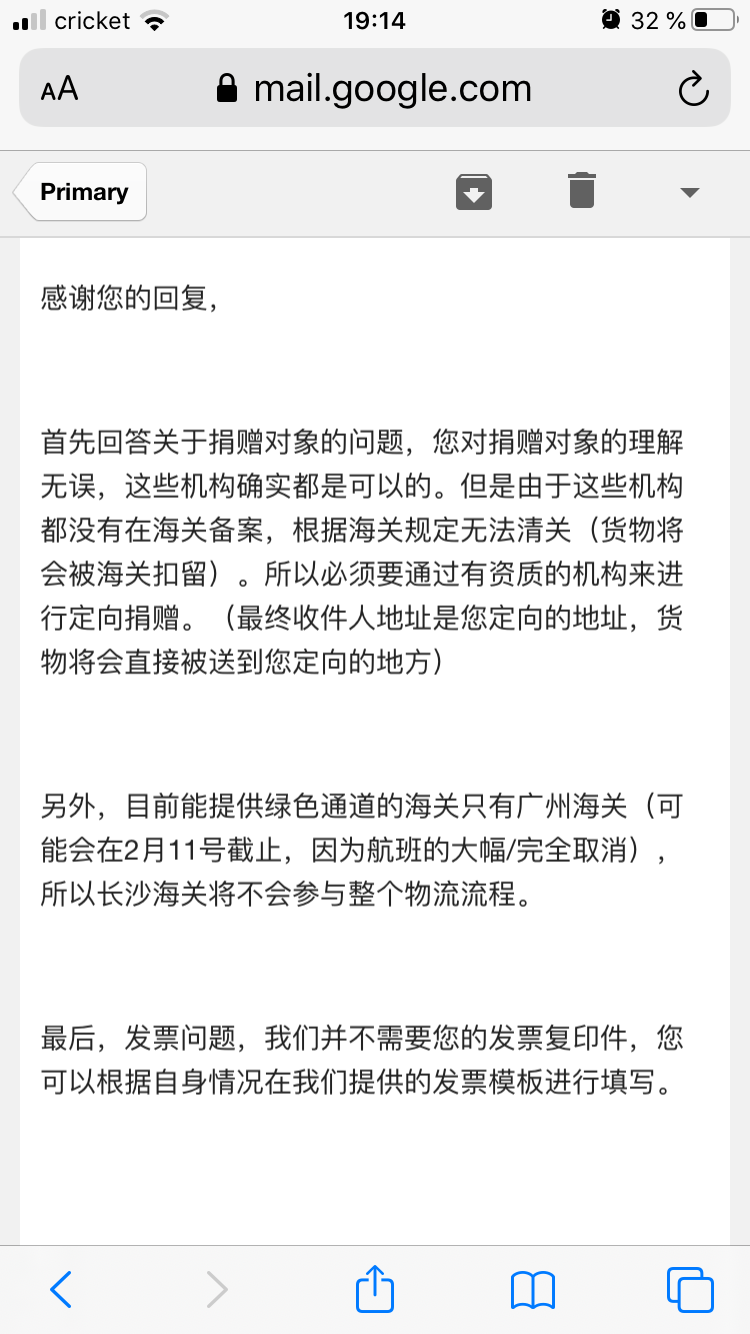 cricket 19:14 32 %
AA mail.google.com
Primary
感谢您的回复，
首先回答关于捐赠对象的问题，您对捐赠对象的理解
无误，这些机构确实都是可以的。但是由于这些机构
都没有在海关备案，根据海关规定无法清关（货物将
会被海关扣留）。所以必须要通过有资质的机构来进
行定向捐赠。（最终收件人地址是您定向的地址，货
物将会直接被送到您定向的地方）
另外，目前能提供绿色通道的海关只有广州海关（可
能会在2月11号截止，因为航班的大幅/完全取消），
所以长沙海关将不会参与整个物流流程。
最后，发票问题，我们并不需要您的发票复印件，您
可以根据自身情况在我们提供的发票模板进行填写。